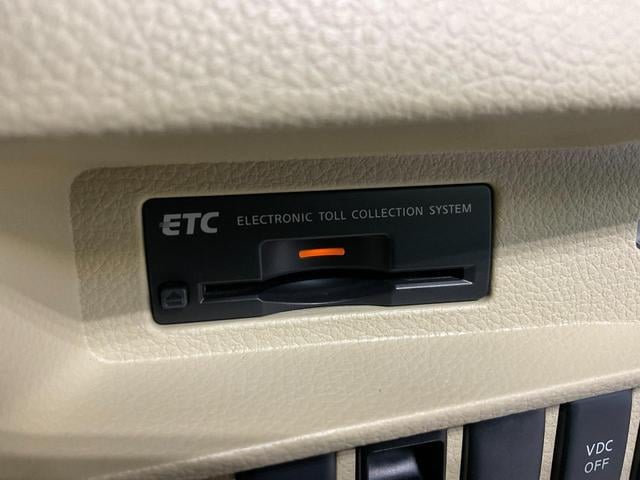 ETC ELECTRONIC TOLL COLLECTION SYSTEM
VDC
OFF